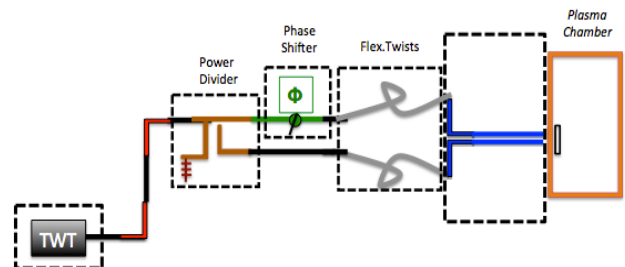 Plasma
Chamber
Phase
Shifter
Flex.Twists
Power
Divider
Φ
TWT